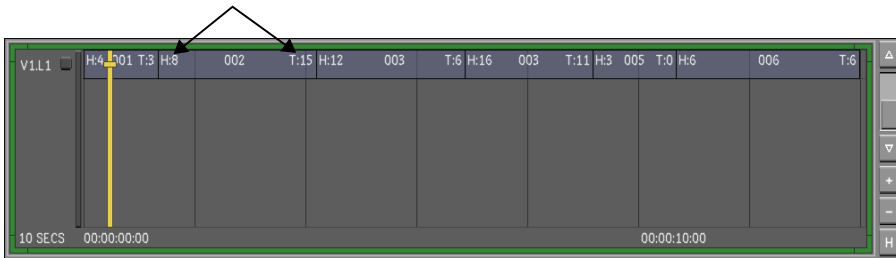 V1.L1 H:4 001 T:3 H:8 002 T:15 H:12 003 T:6 H:16 003 T:11 H:3 005 T:0 H:6 006 T:6
+
-
10 SECS 00:00:00:00 00:00:10:00 H